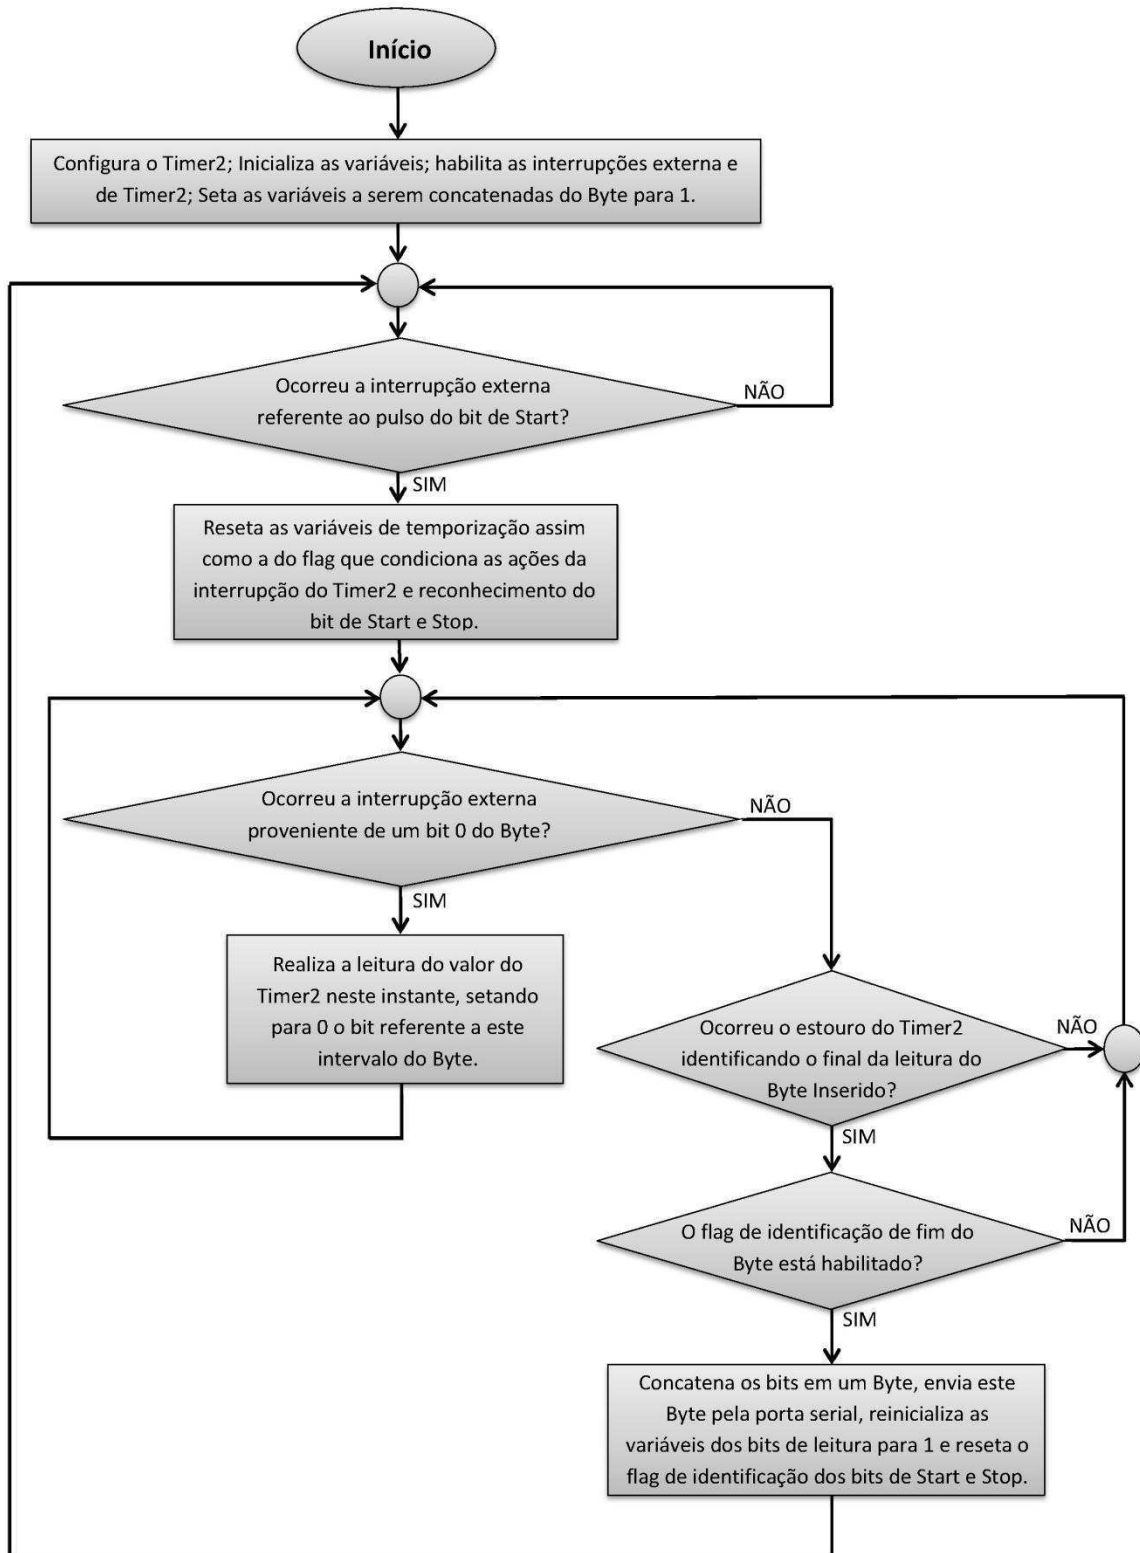 Início
Configura o Timer2; Inicializa as variáveis; habilita as interrupções externa e
de Timer2; Seta as variáveis a serem concatenadas do Byte para 1.
Ocorreu a interrupção externa
referente ao pulso do bit de Start?
NÃO
SIM
Reseta as variáveis de temporização assim
como a do flag que condiciona as ações da
interrupção do Timer2 e reconhecimento do
bit de Start e Stop.
Ocorreu a interrupção externa
proveniente de um bit 0 do Byte?
NÃO
SIM
Realiza a leitura do valor do
Timer2 neste instante, setando
para 0 o bit referente a este
intervalo do Byte.
Ocorreu o estouro do Timer2
identificando o final da leitura do
Byte Inserido?
NÃO
SIM
O flag de identificação de fim do
Byte está habilitado?
NÃO
SIM
Concatena os bits em um Byte, envia este
Byte pela porta serial, reinicializa as
variáveis dos bits de leitura para 1 e reseta o
flag de identificação dos bits de Start e Stop.